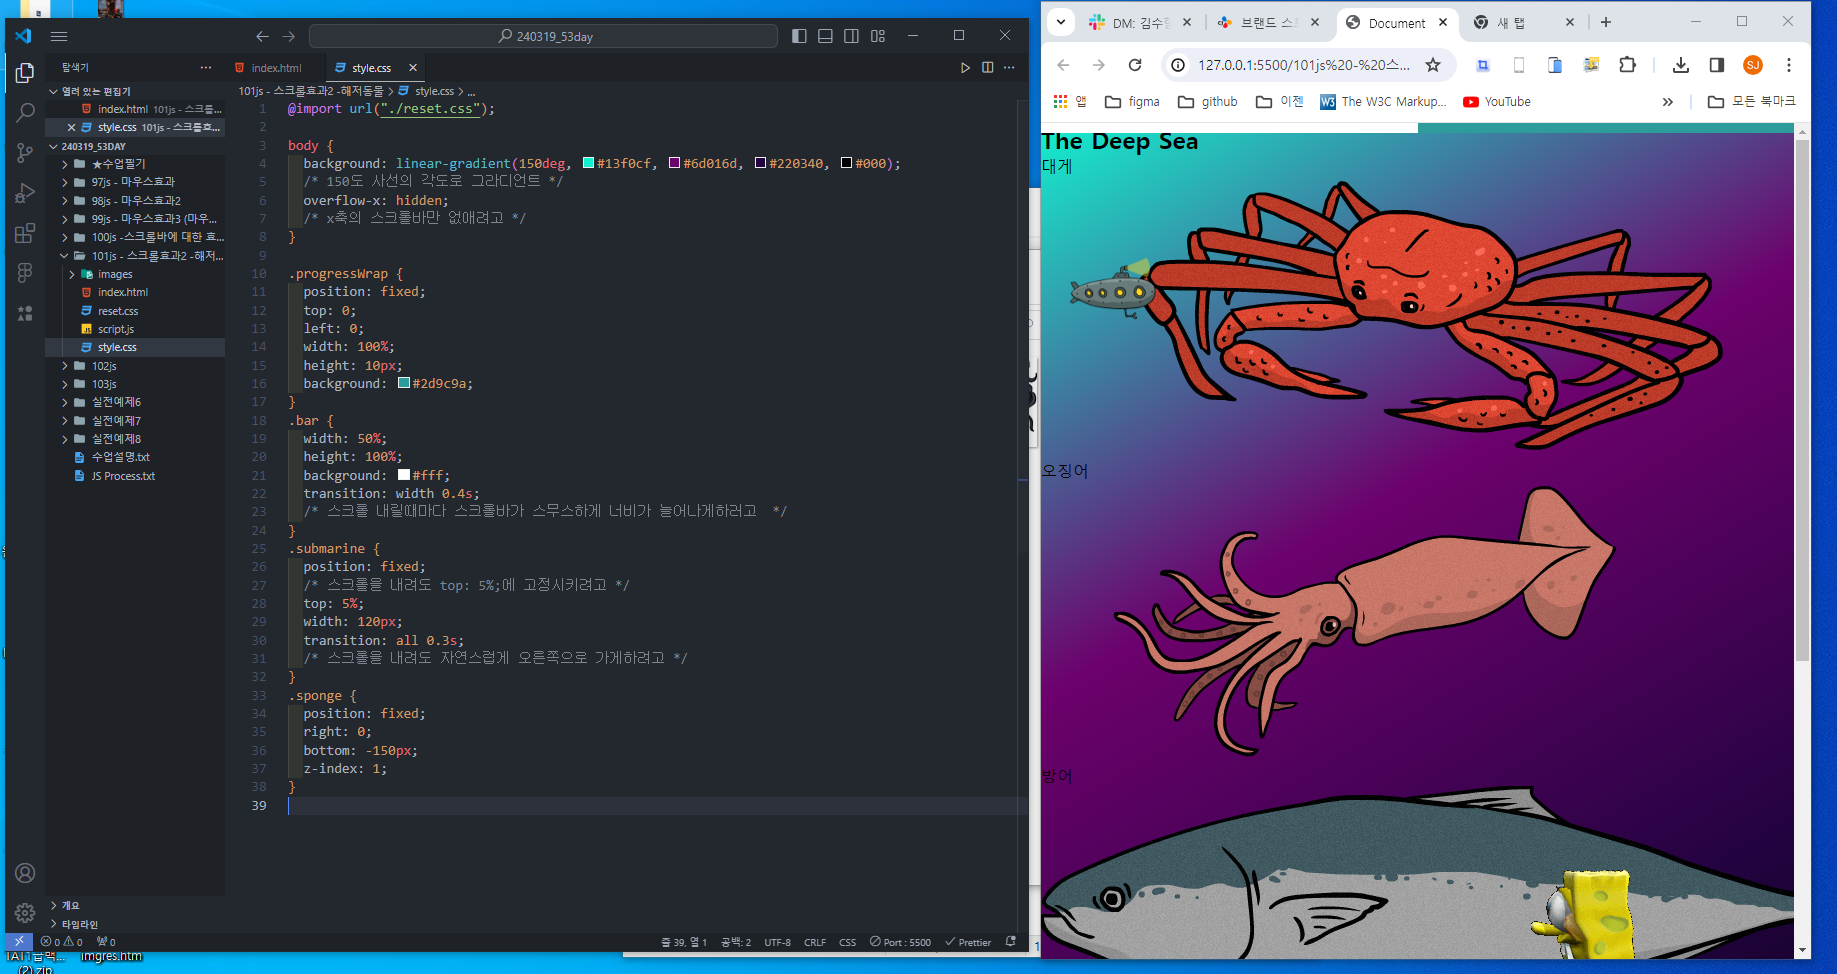 240319_53day
탐색기
index.html
style.css
열려 있는 편집기
index.html 101js - 스크롤...
style.css 101js - 스크롤효...
240319_53DAY
★수업필기
97js - 마우스효과
98js - 마우스효과2
99js - 마우스효과3 (마우...
100js -스크롤바에 대한 효...
101js - 스크롤효과2 -해저...
images
index.html
reset.css
script.js
style.css
102js
103js
실전예제6
실전예제7
실전예제8
수업설명.txt
JS Process.txt
개요
타임라인
101js - 스크롤효과2 -해저동물 > style.css > ...
1 @import url("./reset.css");
2
3 body {
4 background: linear-gradient(150deg, #13f0cf, #6d016d, #220340, #000);
5 /* 150도 사선의 각도로 그라디언트 */
6 overflow-x: hidden;
7 /* x축의 스크롤바만 없애려고 */
8 }
9
10 .progressWrap {
11 position: fixed;
12 top: 0;
13 left: 0;
14 width: 100%;
15 height: 10px;
16 background: #2d9c9a;
17 }
18 .bar {
19 width: 50%;
20 height: 100%;
21 background: #fff;
22 transition: width 0.4s;
23 /* 스크롤 내릴때마다 스크롤바가 스무스하게 너비가 늘어나게하려고  */
24 }
25 .submarine {
26 position: fixed;
27 /* 스크롤을 내려도 top: 5%;에 고정시키려고 */
28 top: 5%;
29 width: 120px;
30 transition: all 0.3s;
31 /* 스크롤을 내려도 자연스럽게 오른쪽으로 가게하려고 */
32 }
33 .sponge {
34 position: fixed;
35 right: 0;
36 bottom: -150px;
37 z-index: 1;
38 }
39
0 0 0
줄 39, 열 1 공백: 2 UTF-8 CRLF CSS Port : 5500 Prettier
(2).zip
imgres.htm
DM: 김수
브랜드 스
Document
새 탭
127.0.0.1:5500/101js%20-%20스...
SJ
앱 figma github 이젠 W3 The W3C Markup... YouTube » 모든 북마크
The Deep Sea
대게
오징어
방어